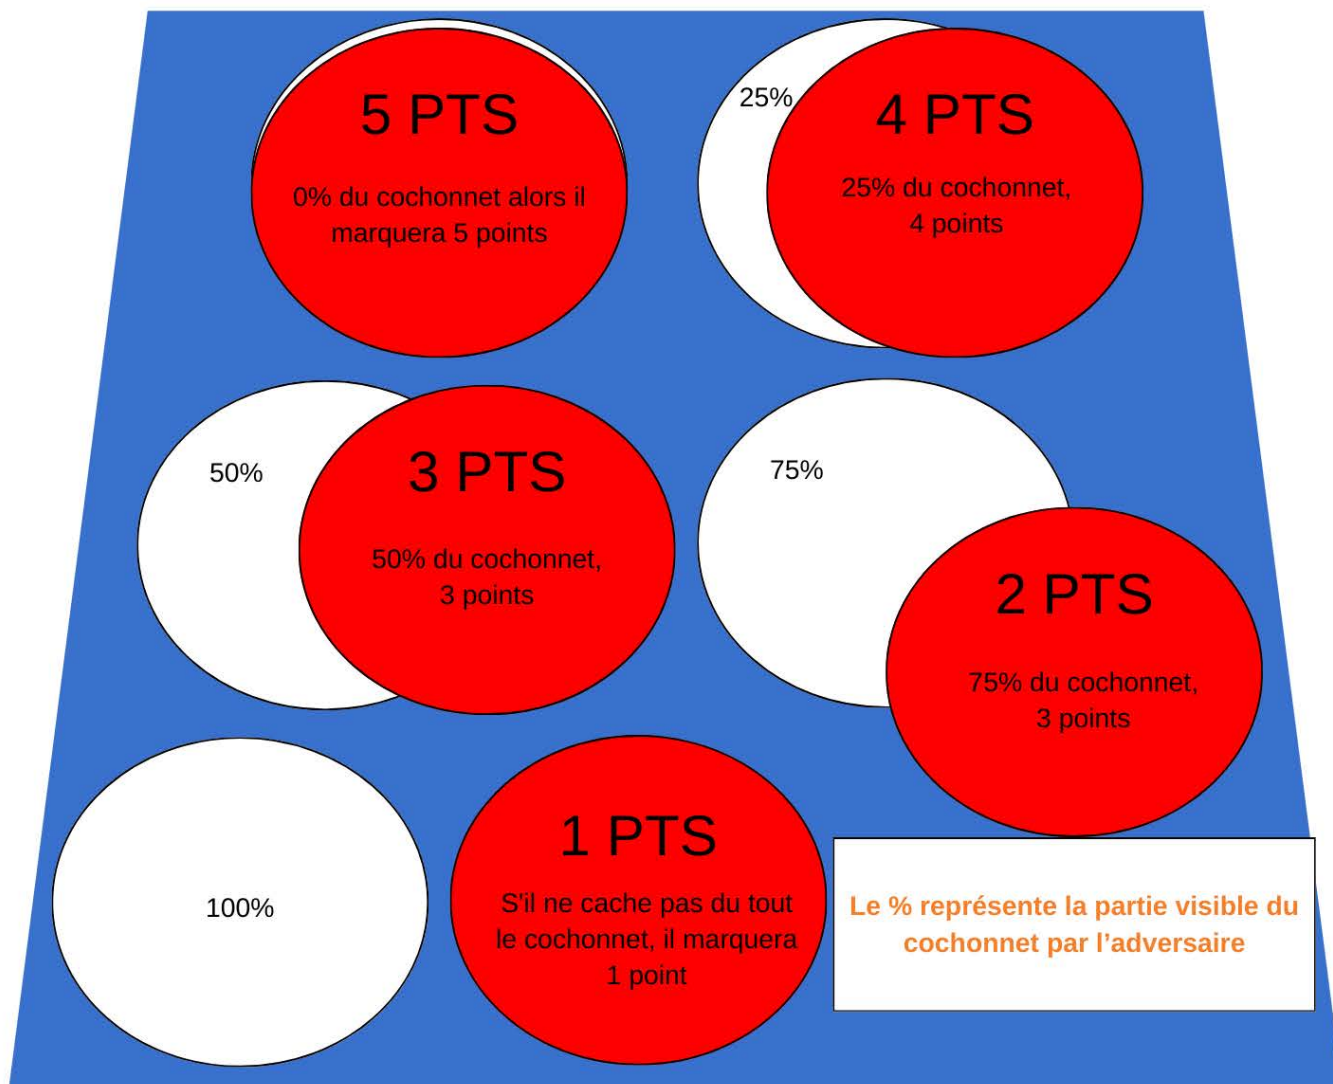 5 PTS
0% du cochonnet alors il
marquera 5 points
25%
4 PTS
25% du cochonnet,
4 points
50%
3 PTS
50% du cochonnet,
3 points
75%
2 PTS
75% du cochonnet,
3 points
100%
1 PTS
S'il ne cache pas du tout
le cochonnet, il marquera
1 point
Le % représente la partie visible du
cochonnet par l’adversaire